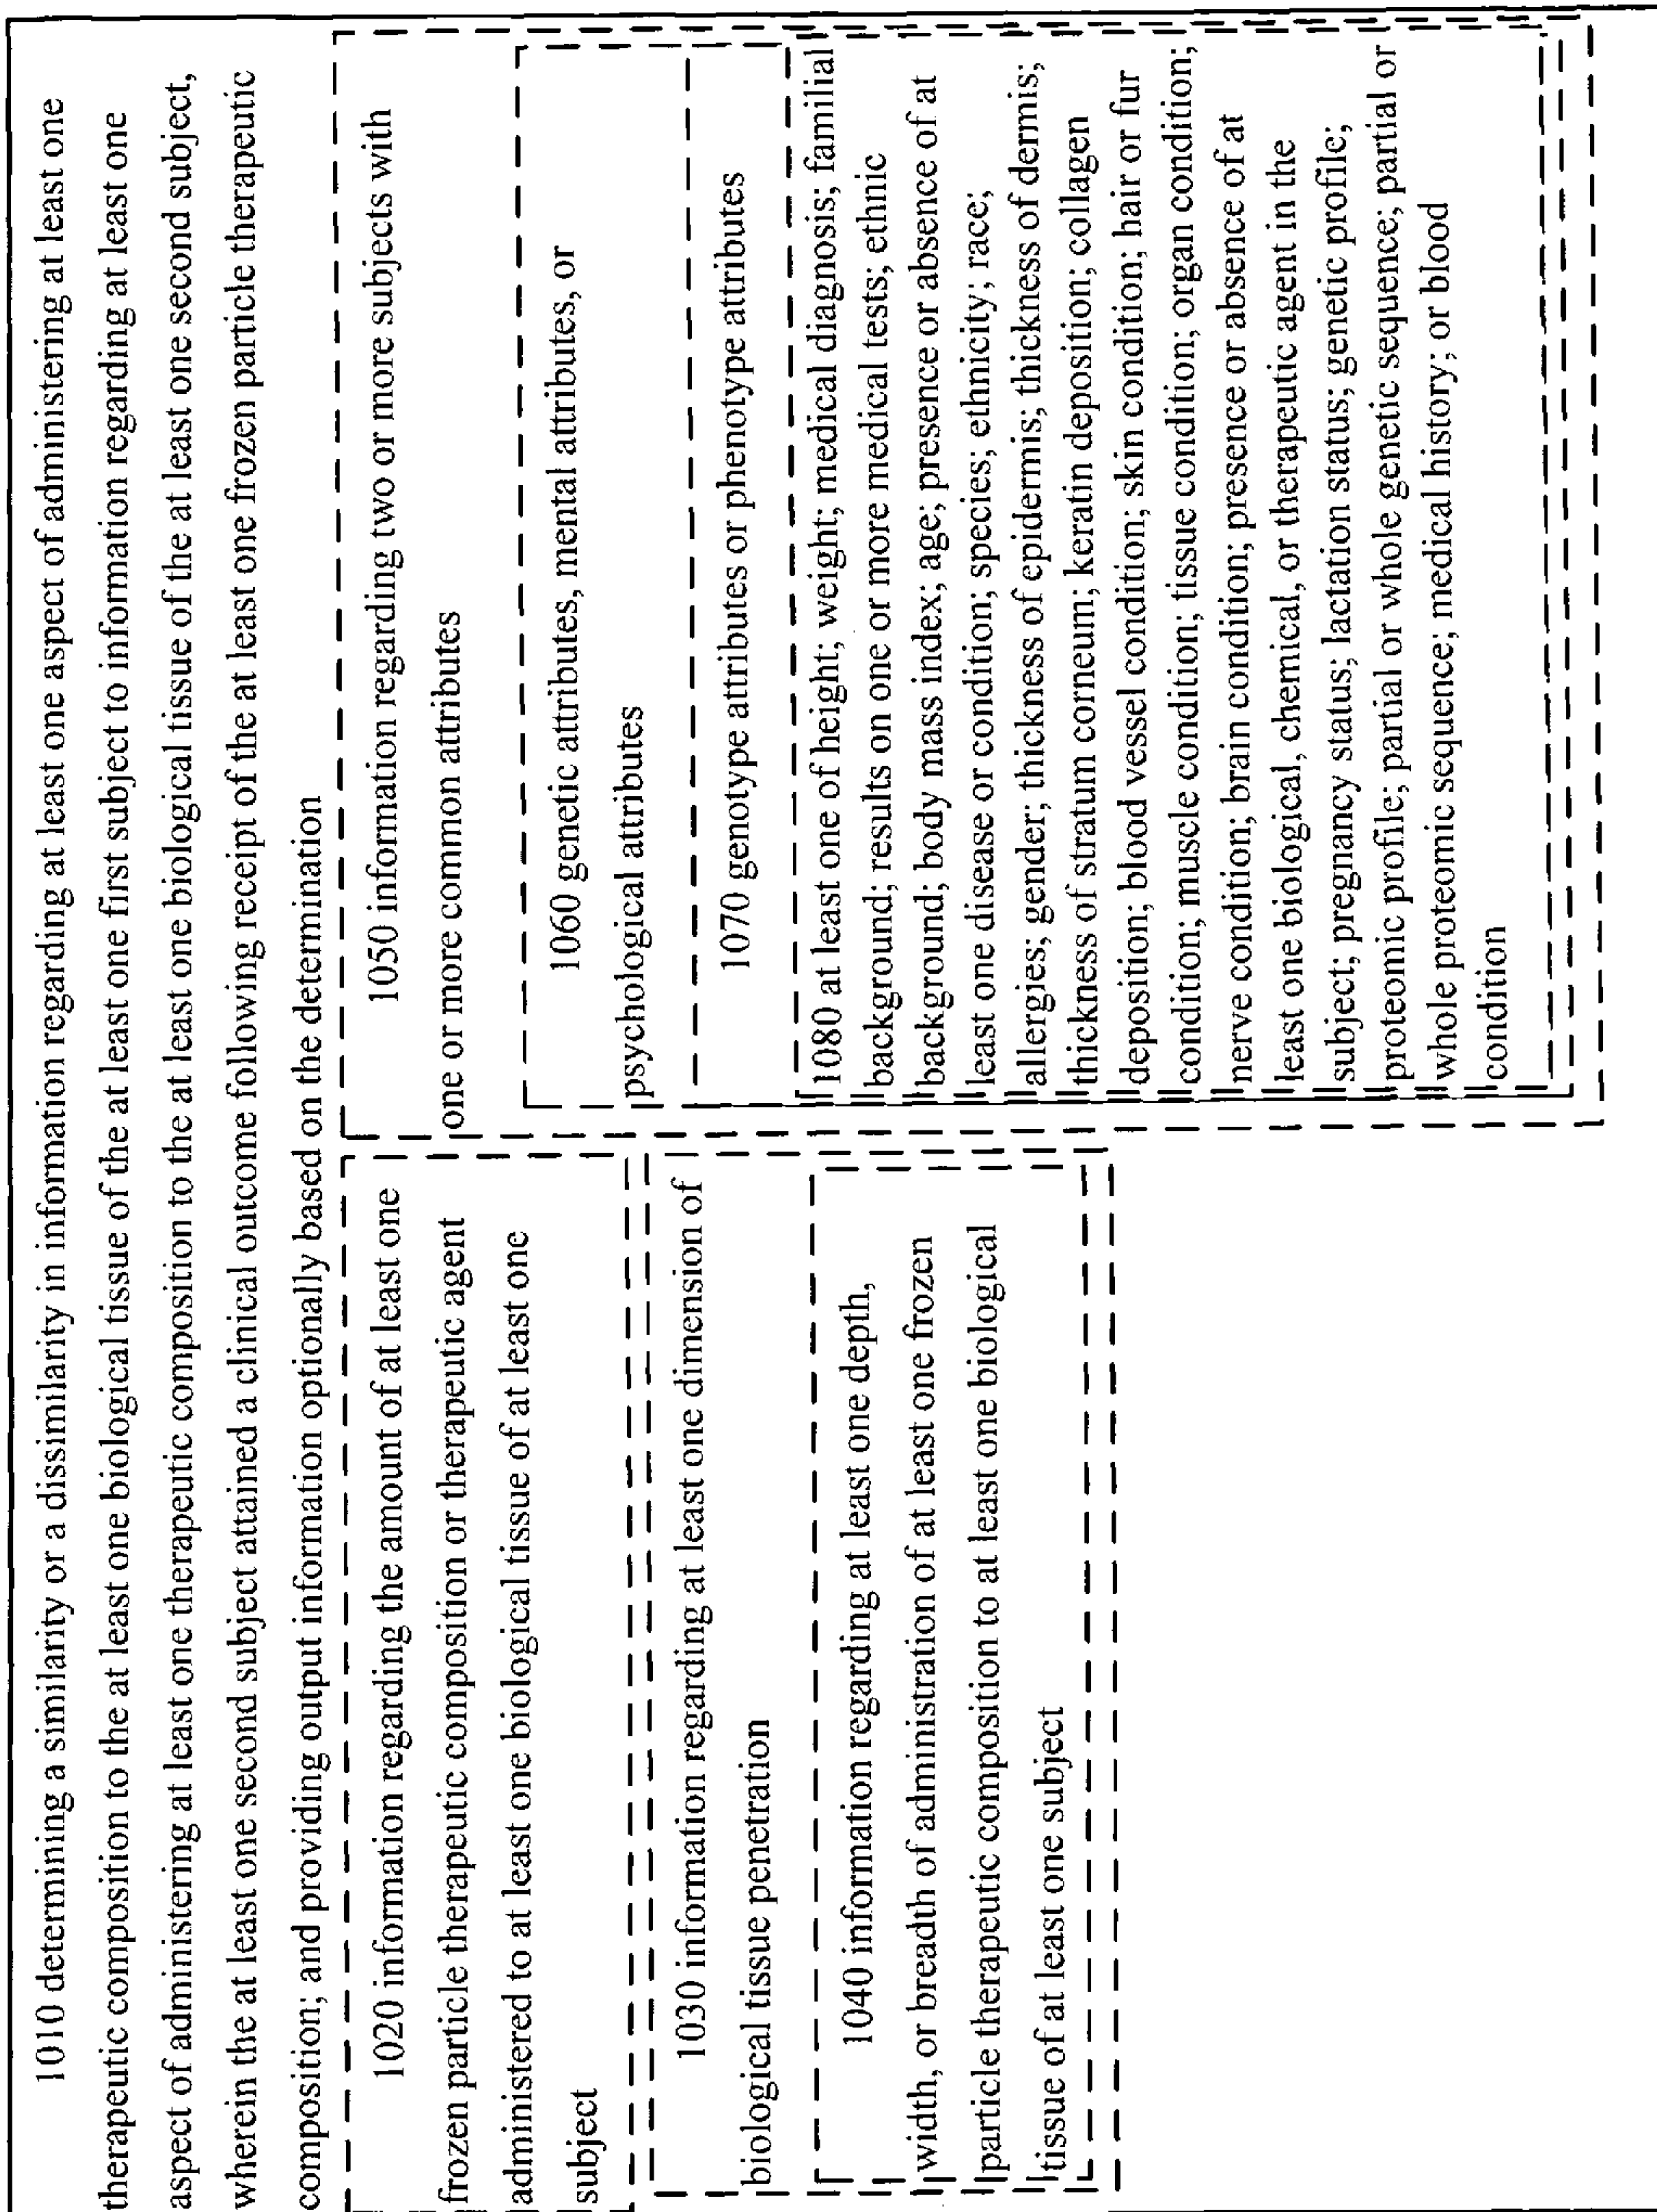 1010 determining a similarity or a dissimilarity in information regarding at least one aspect of administering at least one
therapeutic composition to the at least one biological tissue of the at least one first subject to information regarding at least one
aspect of administering at least one therapeutic composition to the at least one biological tissue of the at least one second subject,
wherein the at least one second subject attained a clinical outcome following receipt of the at least one frozen particle therapeutic
composition; and providing output information optionally based on the determination
1020 information regarding the amount of at least one
frozen particle therapeutic composition or therapeutic agent
administered to at least one biological tissue of at least one
subject
1030 information regarding at least one dimension of
biological tissue penetration
1040 information regarding at least one depth,
width, or breadth of administration of at least one frozen
particle therapeutic composition to at least one biological
tissue of at least one subject
1050 information regarding two or more subjects with
one or more common attributes
1060 genetic attributes, mental attributes, or
psychological attributes
1070 genotype attributes or phenotype attributes
1080 at least one of height; weight; medical diagnosis; familial
background; results on one or more medical tests; ethnic
background; body mass index; age; presence or absence of at
least one disease or condition; species; ethnicity; race;
allergies; gender; thickness of epidermis; thickness of dermis;
thickness of stratum corneum; keratin deposition; collagen
deposition; blood vessel condition; skin condition; hair or fur
condition; muscle condition; tissue condition; organ condition;
nerve condition; brain condition; presence or absence of at
least one biological, chemical, or therapeutic agent in the
subject; pregnancy status; lactation status; genetic profile;
proteomic profile; partial or whole genetic sequence; partial or
whole proteomic sequence; medical history; or blood
condition